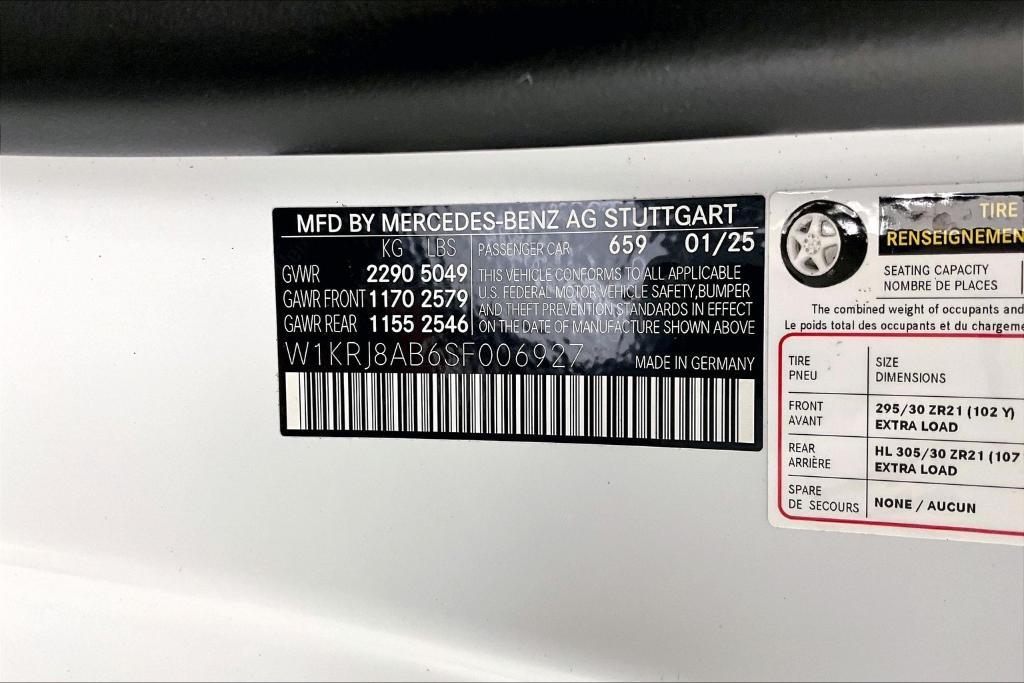 MFD BY MERCEDES-BENZ AG STUTTGART
KG LBS PASSENGER CAR 659 01/25
GVWR 2290 5049
GAWR FRONT 1170 2579
GAWR REAR 1155 2546
THIS VEHICLE CONFORMS TO ALL APPLICABLE
U.S. FEDERAL MOTOR VEHICLE SAFETY,BUMPER
AND THEFT PREVENTION STANDARDS IN EFFECT
ON THE DATE OF MANUFACTURE SHOWN ABOVE
W1KRJ8AB6SF006927 MADE IN GERMANY
TIRE
SEATING CAPACITY
NOMBRE DE PLACES
The combined weight of occupants and
Le poids total des occupants et du
TIRE
PNEU
SIZE
DIMENSIONS
FRONT
AVANT
295/30 ZR21 (102 Y)
EXTRA LOAD
REAR
ARRIÈRE
HL 305/30 ZR21 (107
EXTRA LOAD
SPARE
DE SECOURS
NONE / AUCUN